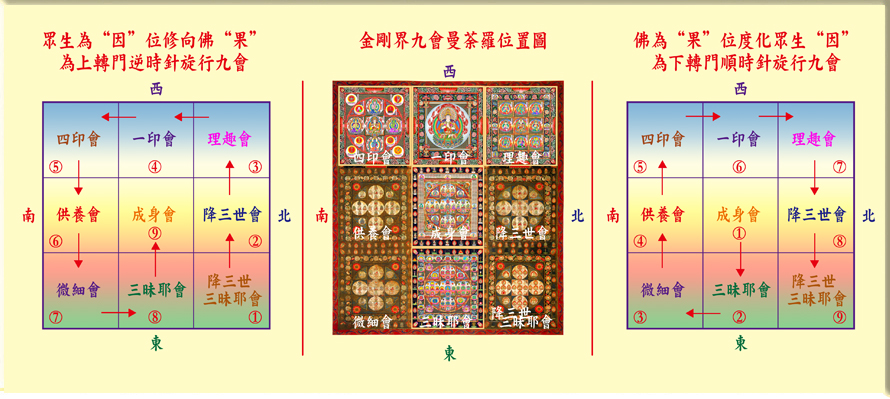 眾生為“因”位修向佛“果”
為上轉門逆時針旋行九會
西
四印會 一印會 理趣會
⑤ ④ ③
南 供養會 成身會 降三世會 北
⑥ ⑨ ②
微細會 三昧耶會 降三世
三昧耶會
⑦ ⑧ ①
東
金剛界九會曼荼羅位置圖
西
四印會 一印會 理趣會
南 供養會 成身會 降三世會 北
微細會 三昧耶會 降三世
三昧耶會
東
佛為“果”位度化眾生“因”
為下轉門順時針旋行九會
西
四印會 一印會 理趣會
⑤ ⑥ ⑦
南 供養會 成身會 降三世會 北
④ ① ⑧
微細會 三昧耶會 降三世
三昧耶會
③ ② ⑨
東